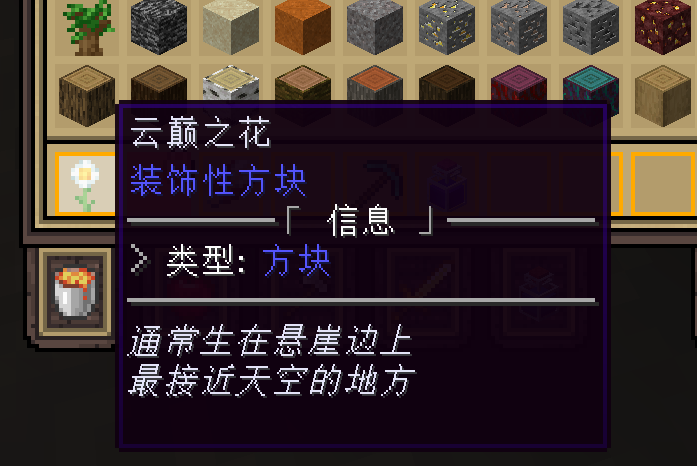 云巅之花
装饰性方块
「 信息 」
> 类型: 方块
通常生在悬崖边上
最接近天空的地方